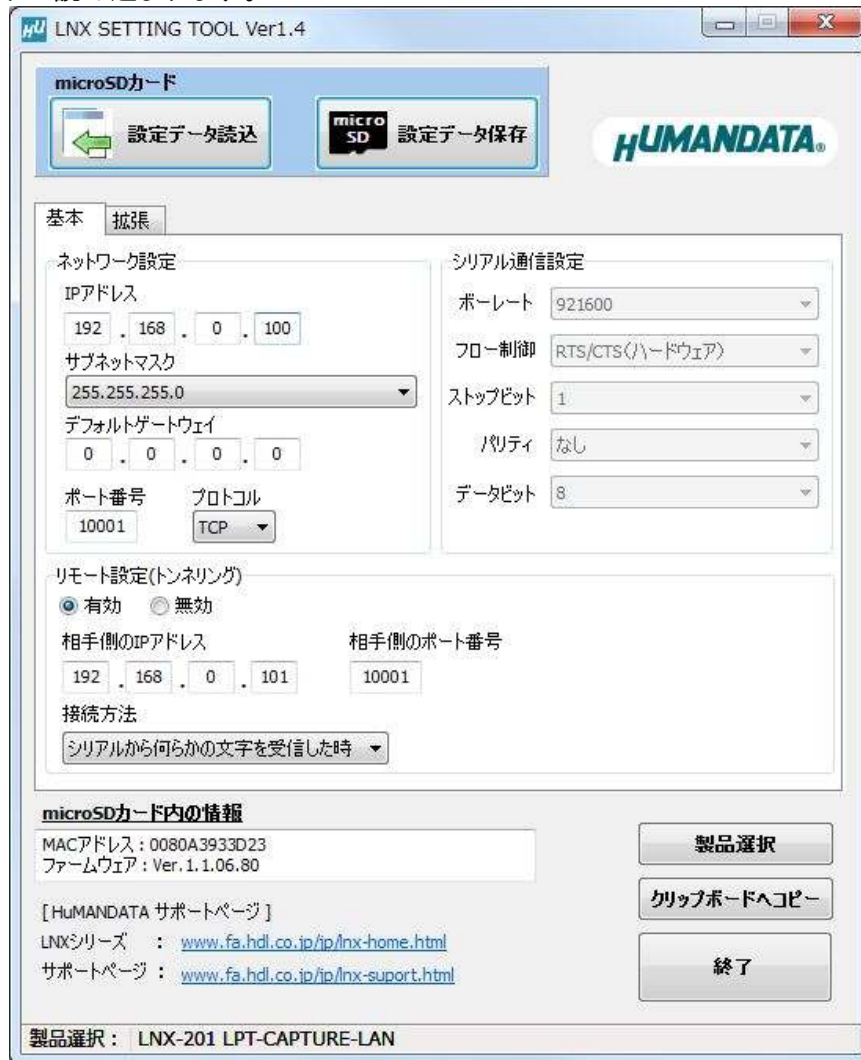 LNX SETTING TOOL Ver1.4
microSDカード
設定データ読込
micro SD 設定データ保存
HUMANDATA®
基本 拡張
ネットワーク設定
IPアドレス
192 . 168 . 0 . 100
サブネットマスク
255.255.255.0
デフォルトゲートウェイ
0 . 0 . 0 . 0
ポート番号 プロトコル
10001 TCP
シリアル通信設定
ボーレート 921600
フロー制御 RTS/CTS(ハードウェア)
ストップビット 1
パリティ なし
データビット 8
リモート設定(トンネリング)
有効 無効
相手側のIPアドレス 相手側のポート番号
192 . 168 . 0 . 101 10001
接続方法
シリアルから何らかの文字を受信した時
microSDカード内の情報
MACアドレス : 0080A3933D23
ファームウェア : Ver.1.1.06.80
[ HuMANDATA サポートページ ]
LNXシリーズ : www.fa.hdl.co.jp/jp/lnx-home.html
サポートページ : www.fa.hdl.co.jp/jp/lnx-suport.html
製品選択
クリップボードへコピー
終了
製品選択 : LNX-201 LPT-CAPTURE-LAN